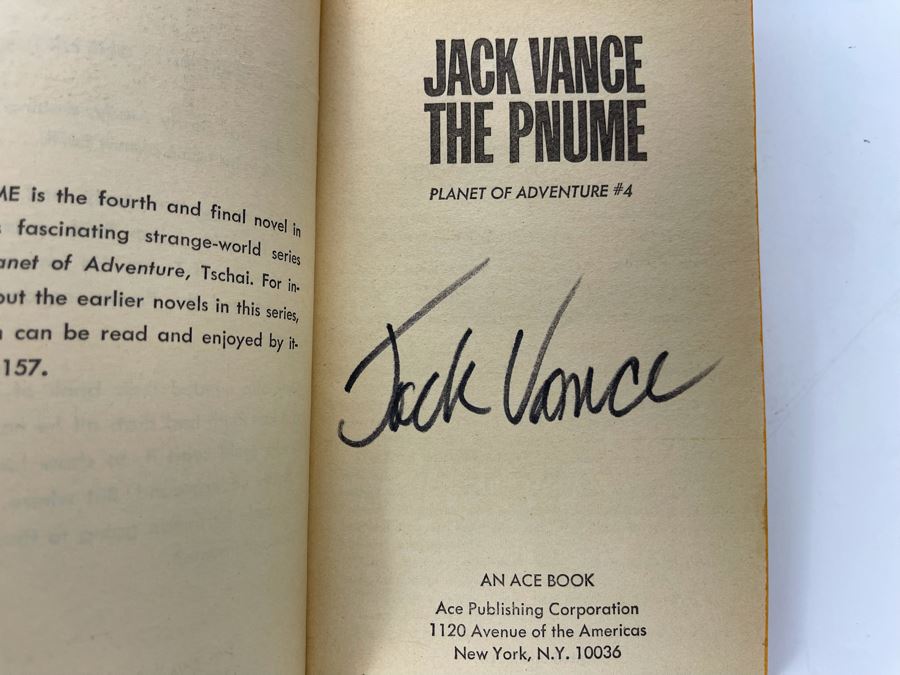 ME is the fourth and final novel in
s fascinating strange-world series
anet of Adventure, Tschai. For in-
out the earlier novels in this series,
h can be read and enjoyed by it-
157.
JACK VANCE
THE PNUME
PLANET OF ADVENTURE #4
Jack Vance
AN ACE BOOK
Ace Publishing Corporation
1120 Avenue of the Americas
New York, N.Y. 10036